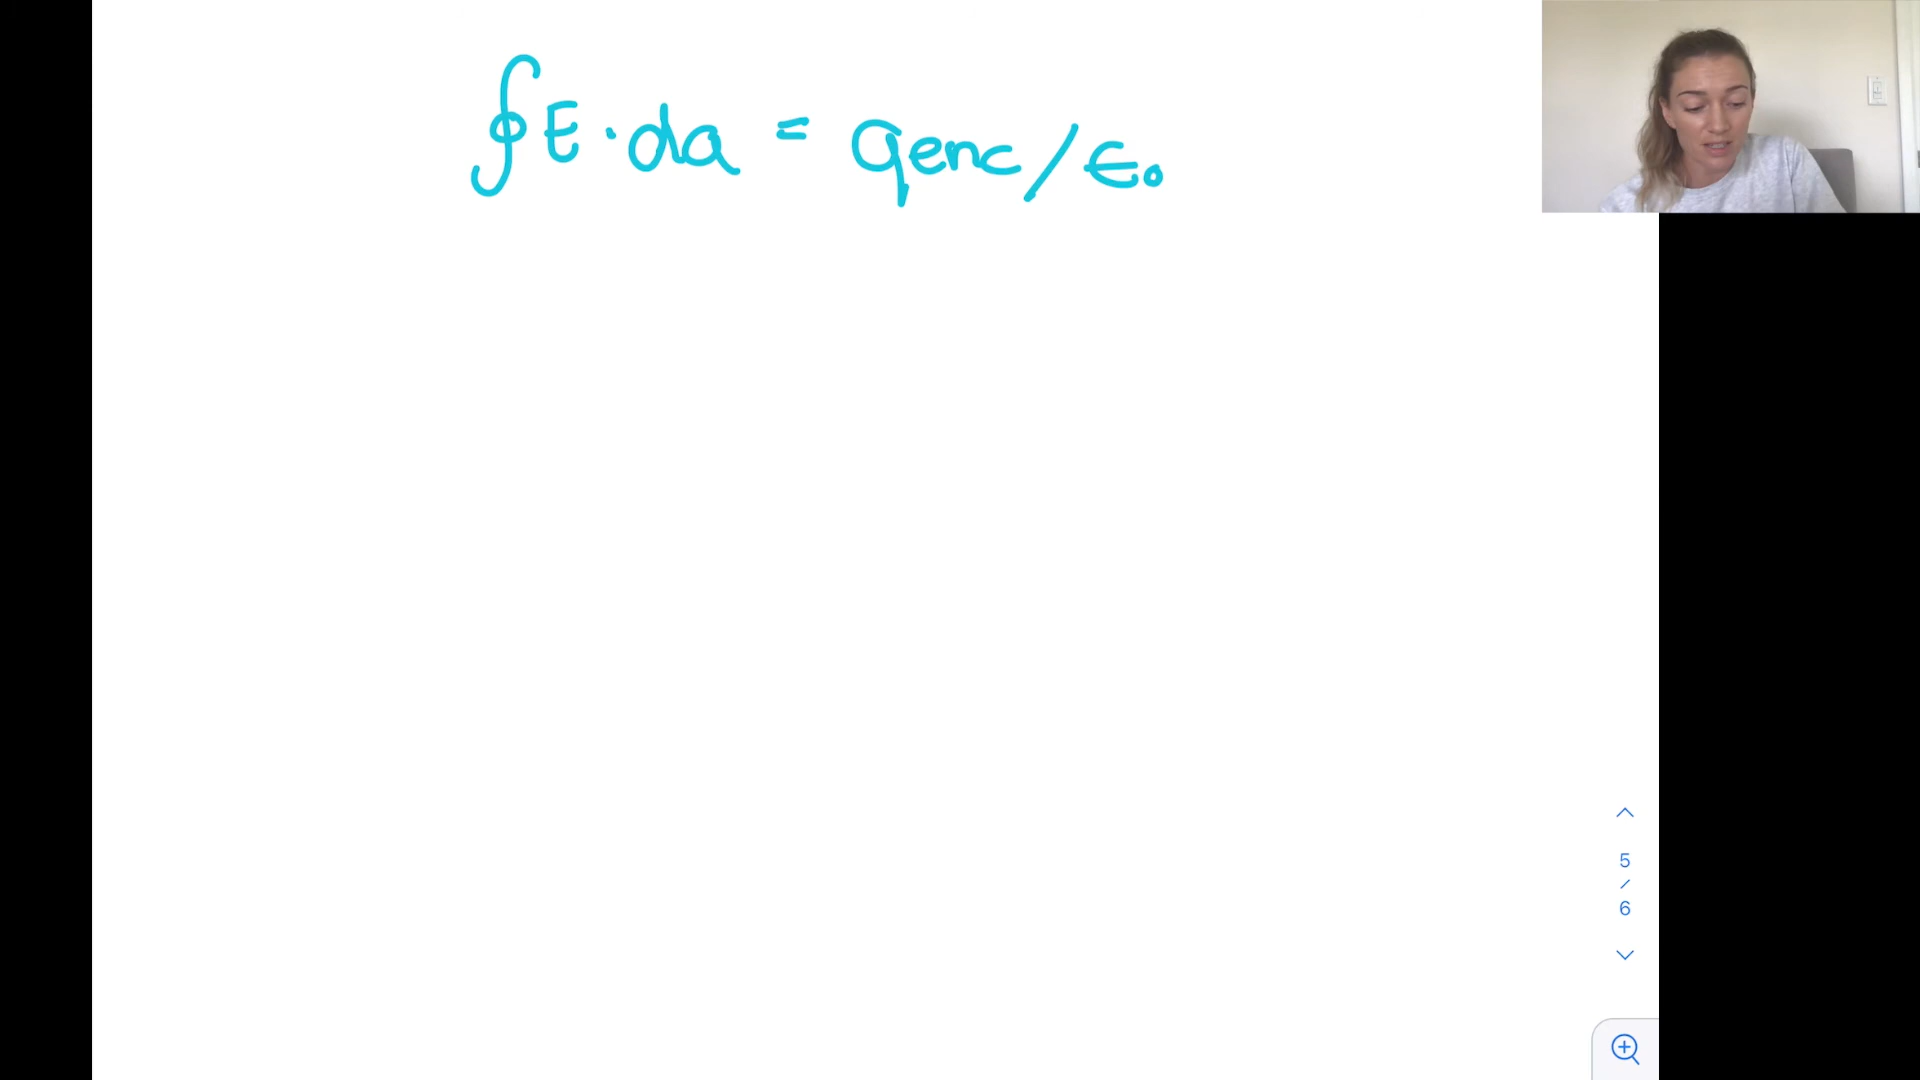 ∮E · da = qenc/ϵ₀
5
/
6